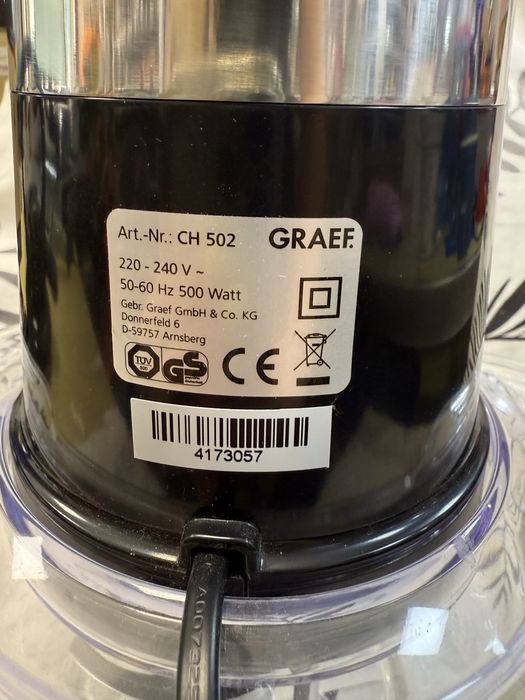 Art.-Nr.: CH 502 GRAEF.
220 - 240 V ~
50-60 Hz 500 Watt
Gebr. Graef GmbH & Co. KG
Donnerfeld 6
D-59757 Arnsberg
TÜV GS CE
4173057